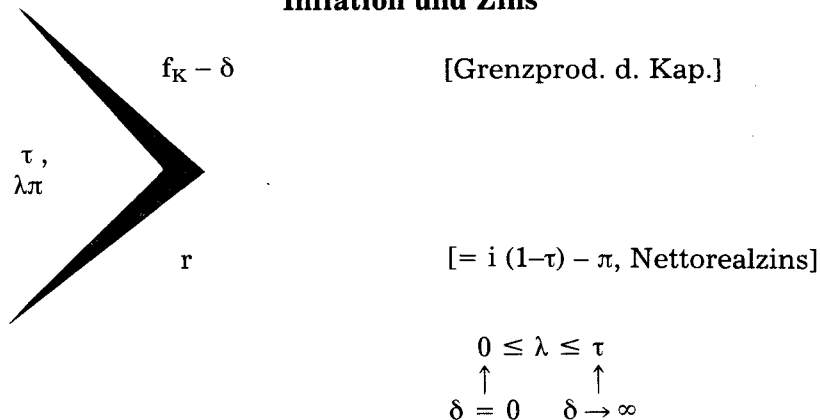 Inflation und Zins
f_K – δ [Grenzprod. d. Kap.]
τ ,
λπ
r [= i (1–τ) – π, Nettorealzins]
0 ≤ λ ≤ τ
↑ ↑
δ = 0 δ → ∞